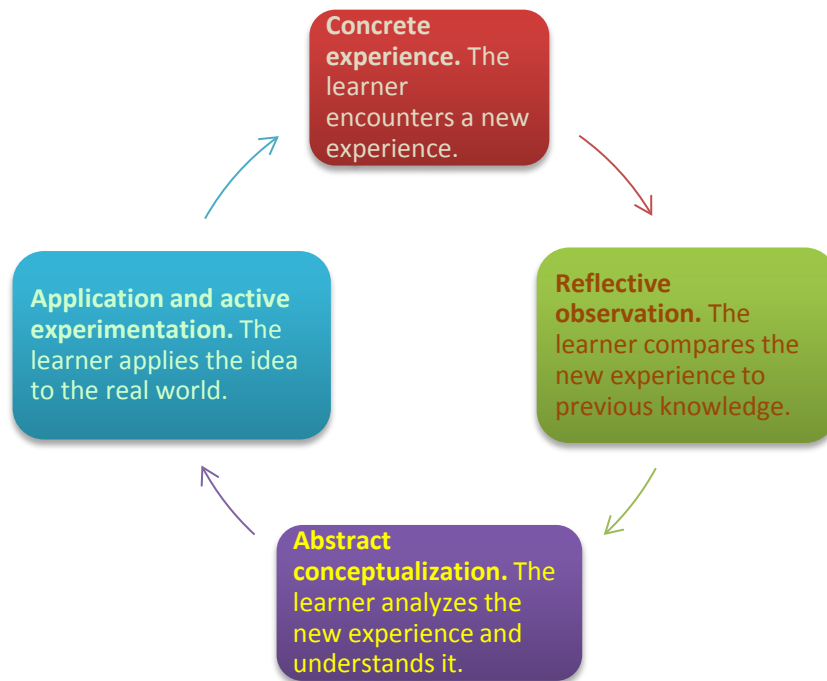 Concrete
experience. The
learner
encounters a new
experience.
Reflective
observation. The
learner compares the
new experience to
previous knowledge.
Abstract
conceptualization. The
learner analyzes the
new experience and
understands it.
Application and active
experimentation. The
learner applies the idea
to the real world.